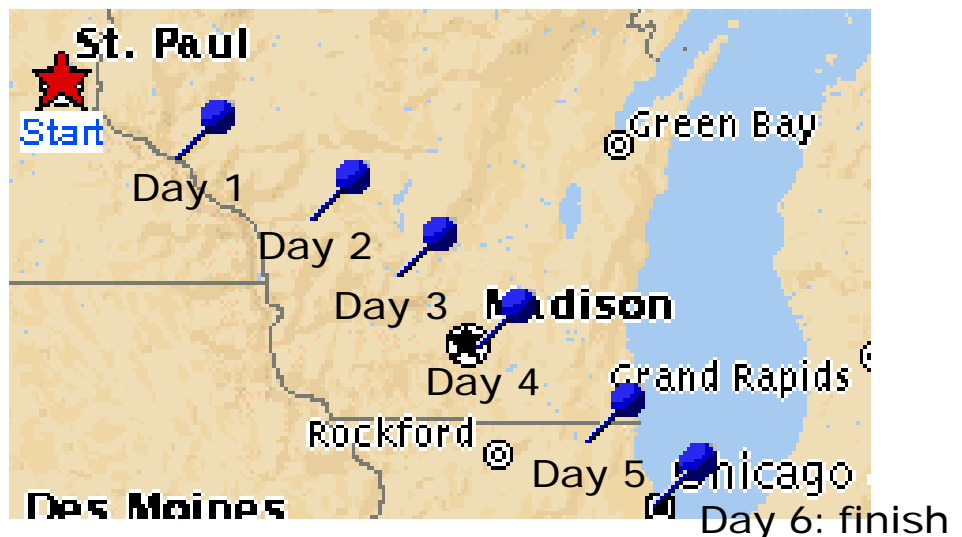 St. Paul
Start
Green Bay
Day 1
Day 2
Day 3
Madison
Day 4
Grand Rapids
Rockford
Day 5
Chicago
Des Moines
Day 6: finish